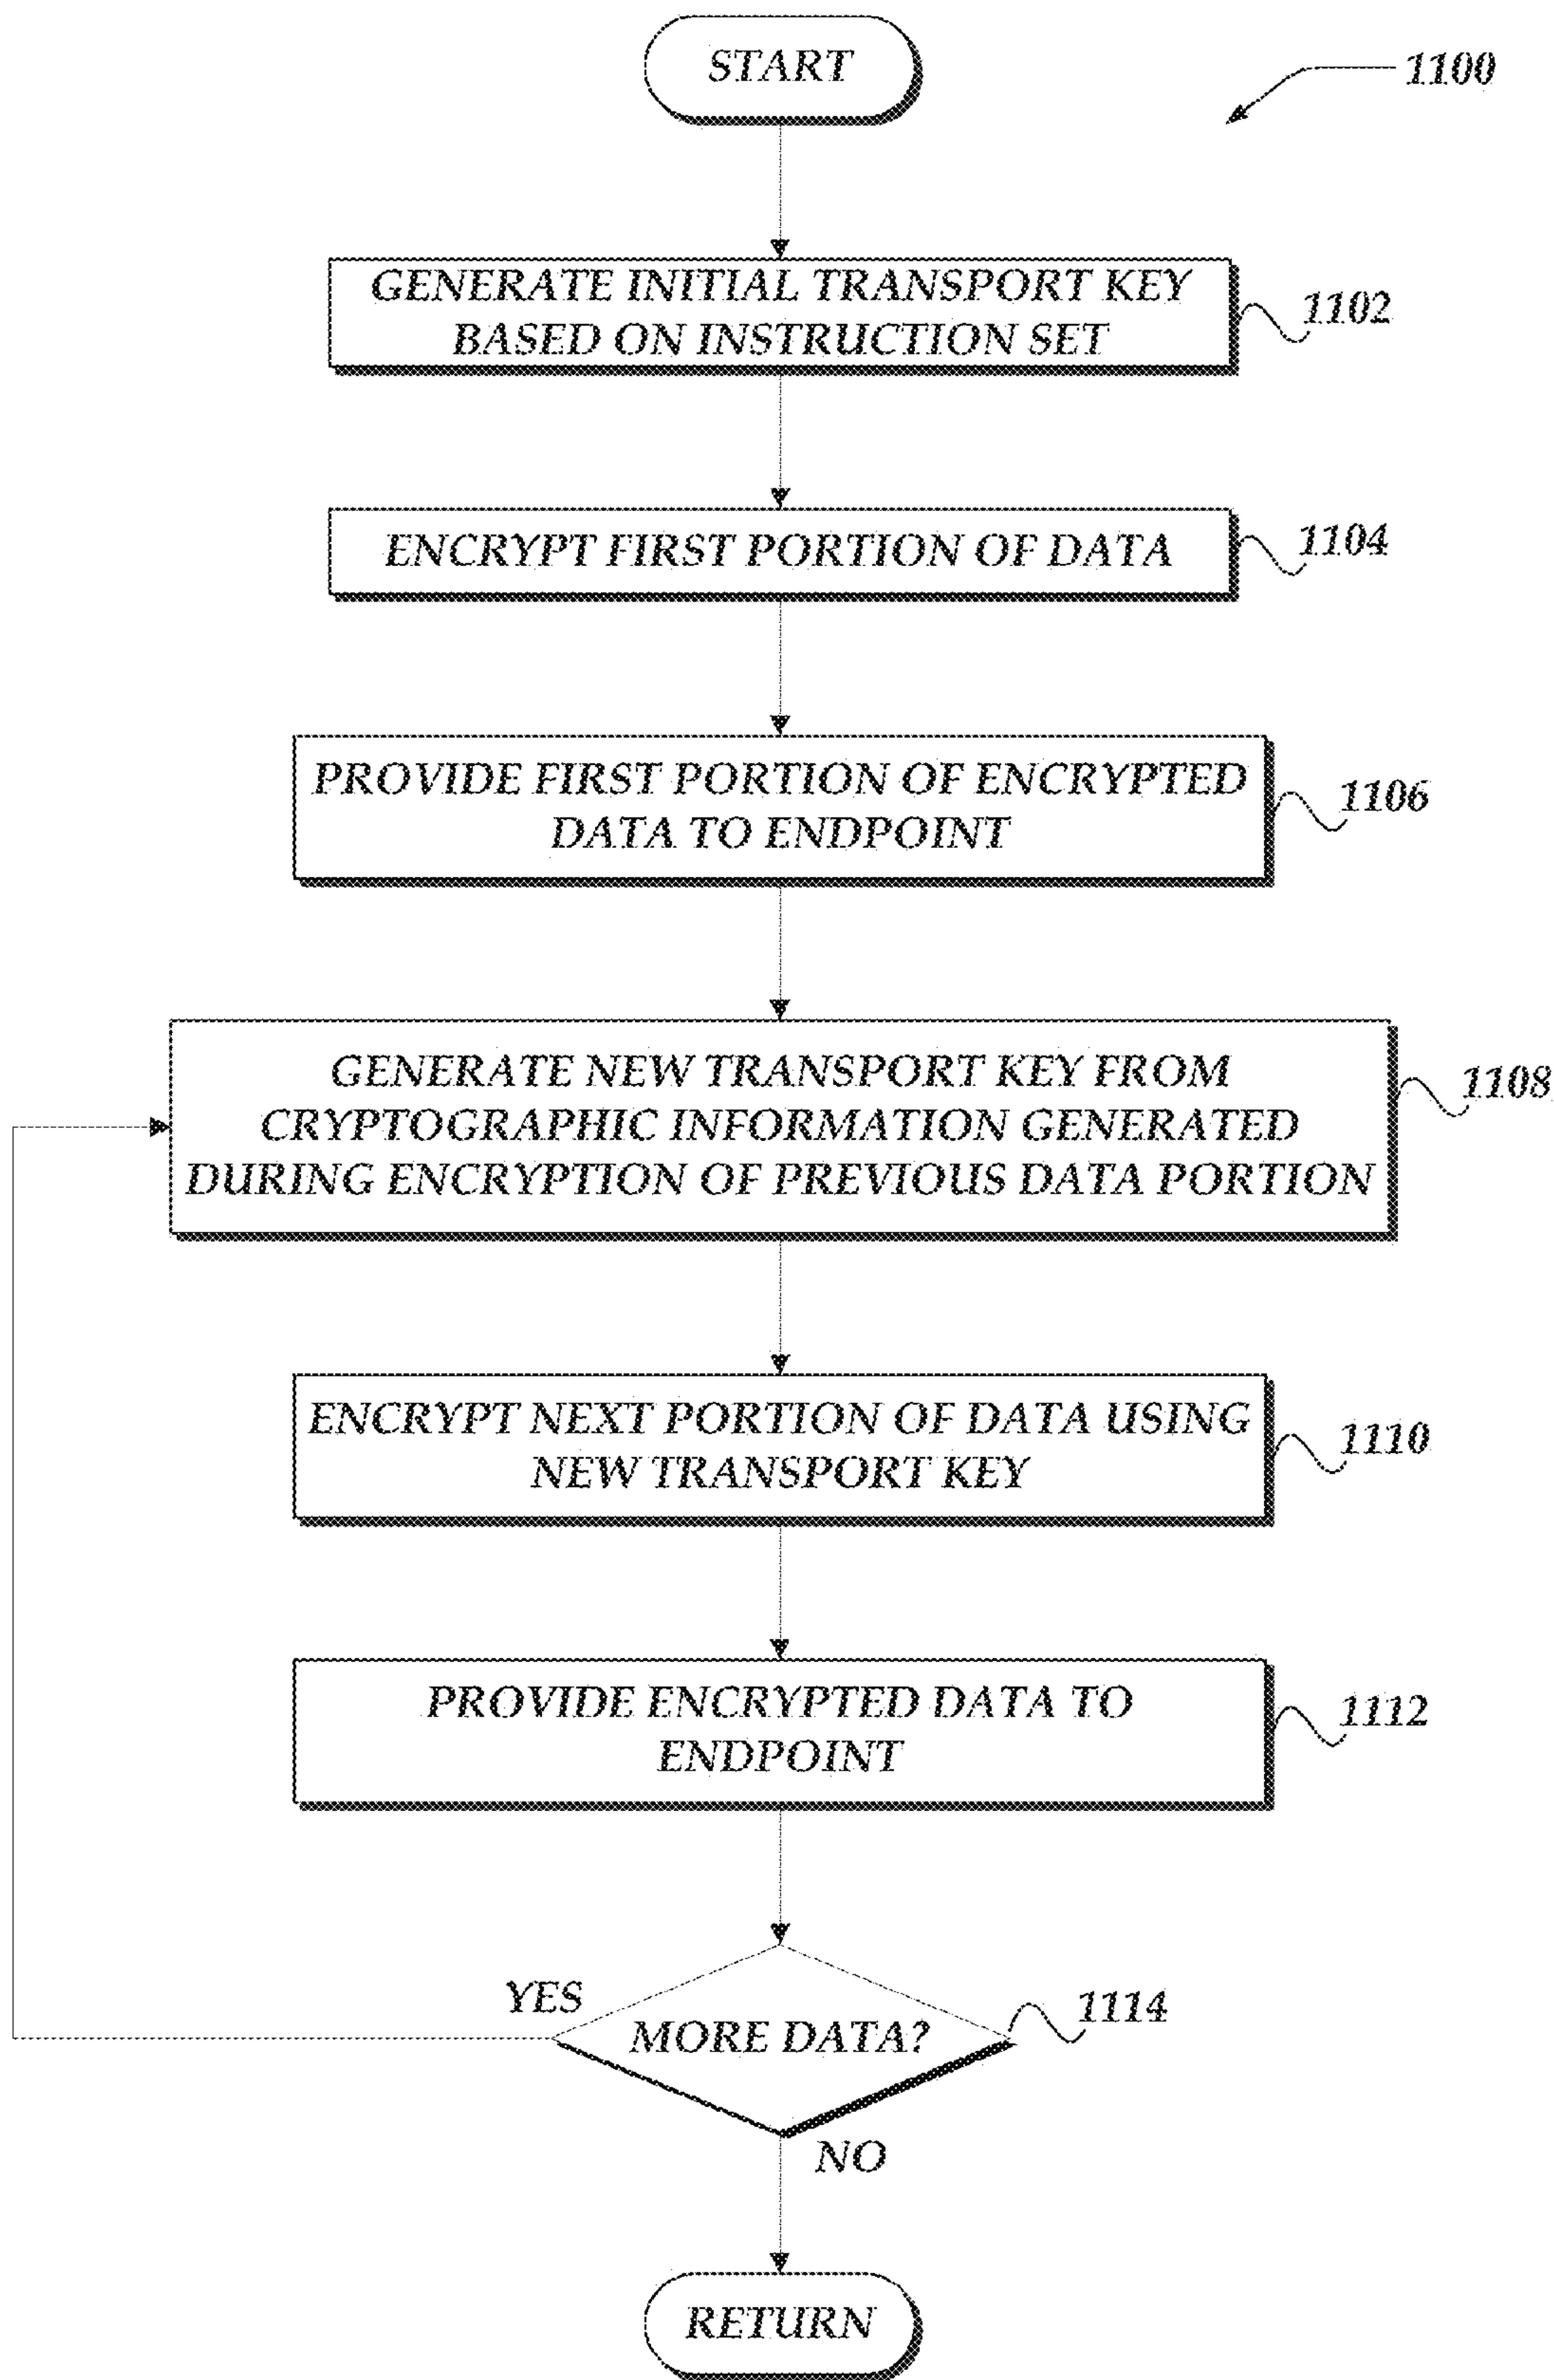 START
1100
GENERATE INITIAL TRANSPORT KEY
BASED ON INSTRUCTION SET
1102
ENCRYPT FIRST PORTION OF DATA
1104
PROVIDE FIRST PORTION OF ENCRYPTED
DATA TO ENDPOINT
1106
GENERATE NEW TRANSPORT KEY FROM
CRYPTOGRAPHIC INFORMATION GENERATED
DURING ENCRYPTION OF PREVIOUS DATA PORTION
1108
ENCRYPT NEXT PORTION OF DATA USING
NEW TRANSPORT KEY
1110
PROVIDE ENCRYPTED DATA TO
ENDPOINT
1112
YES
MORE DATA?
1114
NO
RETURN